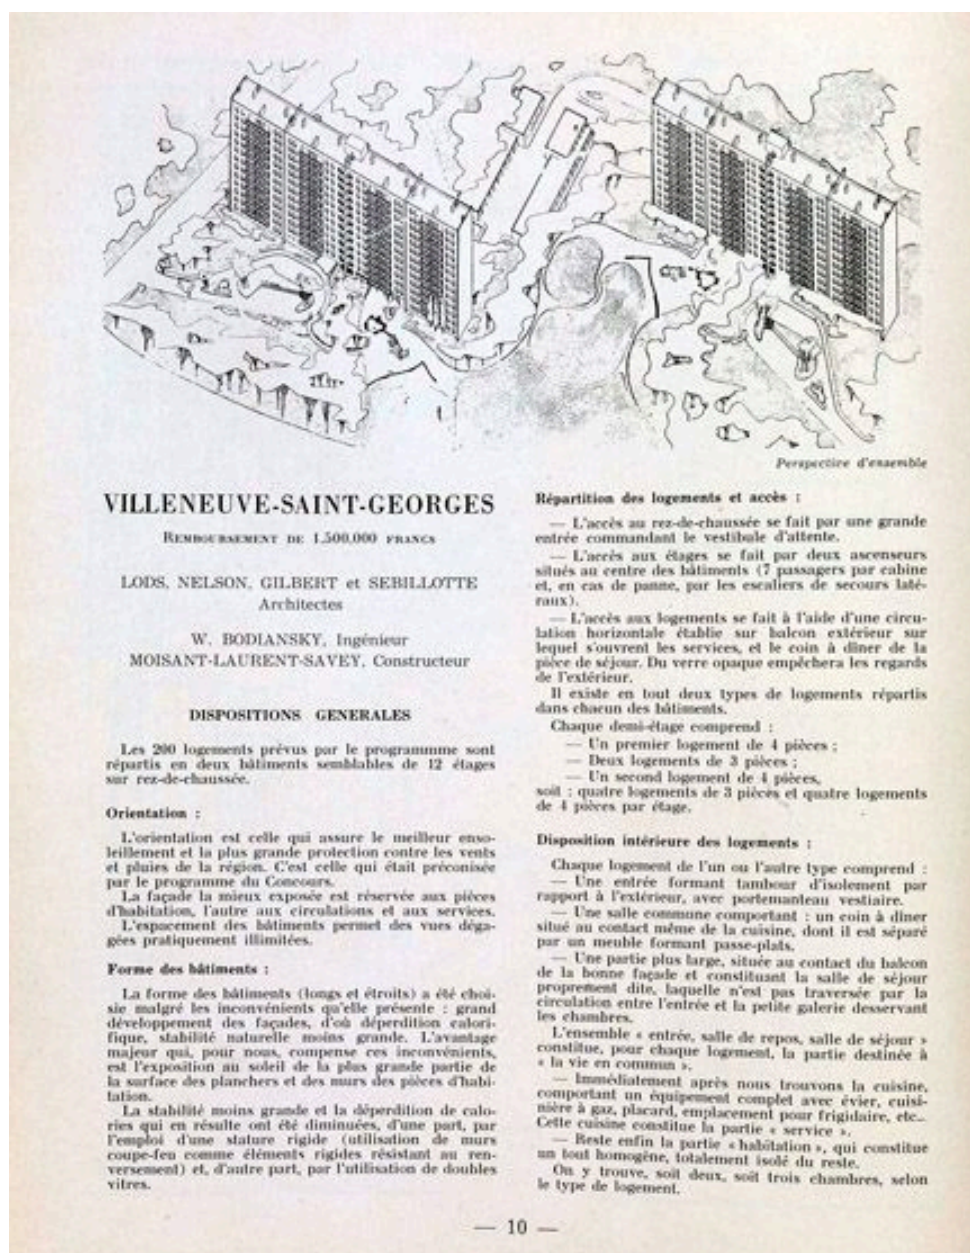 Perspective d'ensemble
VILLENEUVE-SAINT-GEORGES
REMBOURSEMENT DE 1.500.000 FRANCS
LODS, NELSON, GILBERT et SEBILLOTTE
Architectes
W. BODIANSKY, Ingénieur
MOISANT-LAURENT-SAVEY, Constructeur
DISPOSITIONS GENERALES
Les 200 logements prévus par le programmme sont
répartis en deux bâtiments semblables de 12 étages
sur rez-de-chaussée.
Orientation :
L'orientation est celle qui assure le meilleur enso-
leillement et la plus grande protection contre les vents
et pluies de la région. C'est celle qui était préconisée
par le programme du Concours.
La façade la mieux exposée est réservée aux pièces
d'habitation, l'autre aux circulations et aux services.
L'espacement des bâtiments permet des vues déga-
gées pratiquement illimitées.
Forme des bâtiments :
La forme des bâtiments (longs et étroits) a été choi-
sie malgré les inconvénients qu'elle présente : grand
développement des façades, d'où déperdition calori-
fique, stabilité naturelle moins grande. L'avantage
majeur qui, pour nous, compense ces inconvénients,
est l'exposition au soleil de la plus grande partie de
la surface des planchers et des murs des pièces d'habi-
tation.
La stabilité moins grande et la déperdition de calo-
ries qui en résulte ont été diminuées, d'une part, par
l'emploi d'une stature rigide (utilisation de murs
coupe-feu comme éléments rigides résistant au ren-
versement) et, d'autre part, par l'utilisation de doubles
vitres.
Répartition des logements et accès :
— L'accès au rez-de-chaussée se fait par une grande
entrée commandant le vestibule d'attente.
— L'accès aux étages se fait par deux ascenseurs
situés au centre des bâtiments (7 passagers par cabine
et, en cas de panne, par les escaliers de secours laté-
raux).
— L'accès aux logements se fait à l'aide d'une circu-
lation horizontale établie sur balcon extérieur sur
lequel s'ouvrent les services, et le coin à dîner de la
pièce de séjour. Du verre opaque empêchera les regards
de l'extérieur.
Il existe en tout deux types de logements répartis
dans chacun des bâtiments.
Chaque demi-étage comprend :
— Un premier logement de 4 pièces ;
— Deux logements de 3 pièces ;
— Un second logement de 4 pièces,
soit : quatre logements de 3 pièces et quatre logements
de 4 pièces par étage.
Disposition intérieure des logements :
Chaque logement de l'un ou l'autre type comprend :
— Une entrée formant tambour d'isolement par
rapport à l'extérieur, avec portemanteau vestiaire.
— Une salle commune comportant : un coin à dîner
situé au contact même de la cuisine, dont il est séparé
par un meuble formant passe-plats.
— Une partie plus large, située au contact du balcon
de la bonne façade et constituant la salle de séjour
proprement dite, laquelle n'est pas traversée par la
circulation entre l'entrée et la petite galerie desservant
les chambres.
L'ensemble « entrée, salle de repos, salle de séjour »
constitue, pour chaque logement, la partie destinée à
« la vie en commun ».
— Immédiatement après nous trouvons la cuisine,
comportant un équipement complet avec évier, cuisi-
nière à gaz, placard, emplacement pour frigidaire, etc...
Cette cuisine constitue la partie « service ».
— Reste enfin la partie « habitation », qui constitue
un tout homogène, totalement isolé du reste.
On y trouve, soit deux, soit trois chambres, selon
le type de logement.
— 10 —